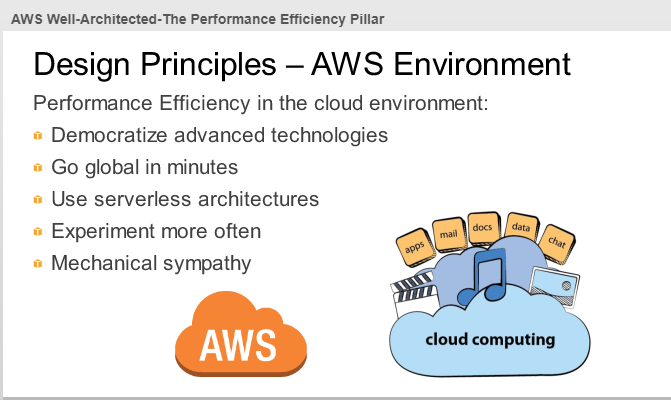 AWS Well-Architected-The Performance Efficiency Pillar
Design Principles – AWS Environment
Performance Efficiency in the cloud environment:
Democratize advanced technologies
Go global in minutes
Use serverless architectures
Experiment more often
Mechanical sympathy
apps
mail
docs
data
chat
AWS
cloud computing